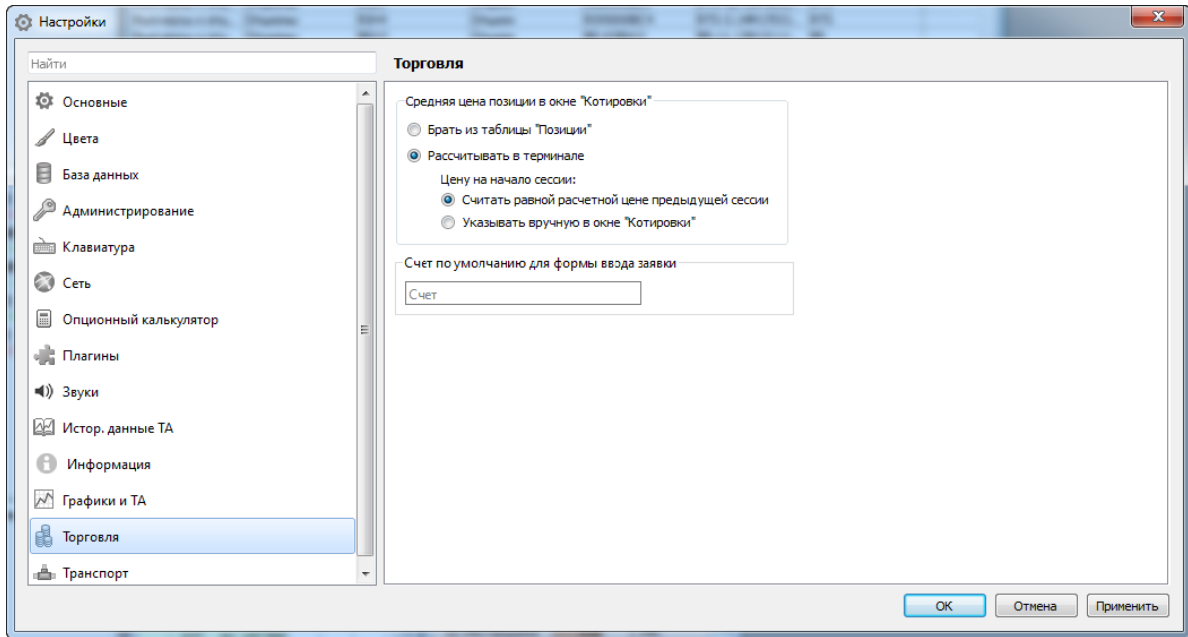 Настройки
Найти
Основные
Цвета
База данных
Администрирование
Клавиатура
Сеть
Опционный калькулятор
Плагины
Звуки
Истор. данные ТА
Информация
Графики и ТА
Торговля
Транспорт
Торговля
Средняя цена позиции в окне "Котировки"
Брать из таблицы "Позиции"
Рассчитывать в терминале
Цену на начало сессии:
Считать равной расчетной цене предыдущей сессии
Указывать вручную в окне "Котировки"
Счет по умолчанию для формы ввода заявки
Счет
OK
Отмена
Применить